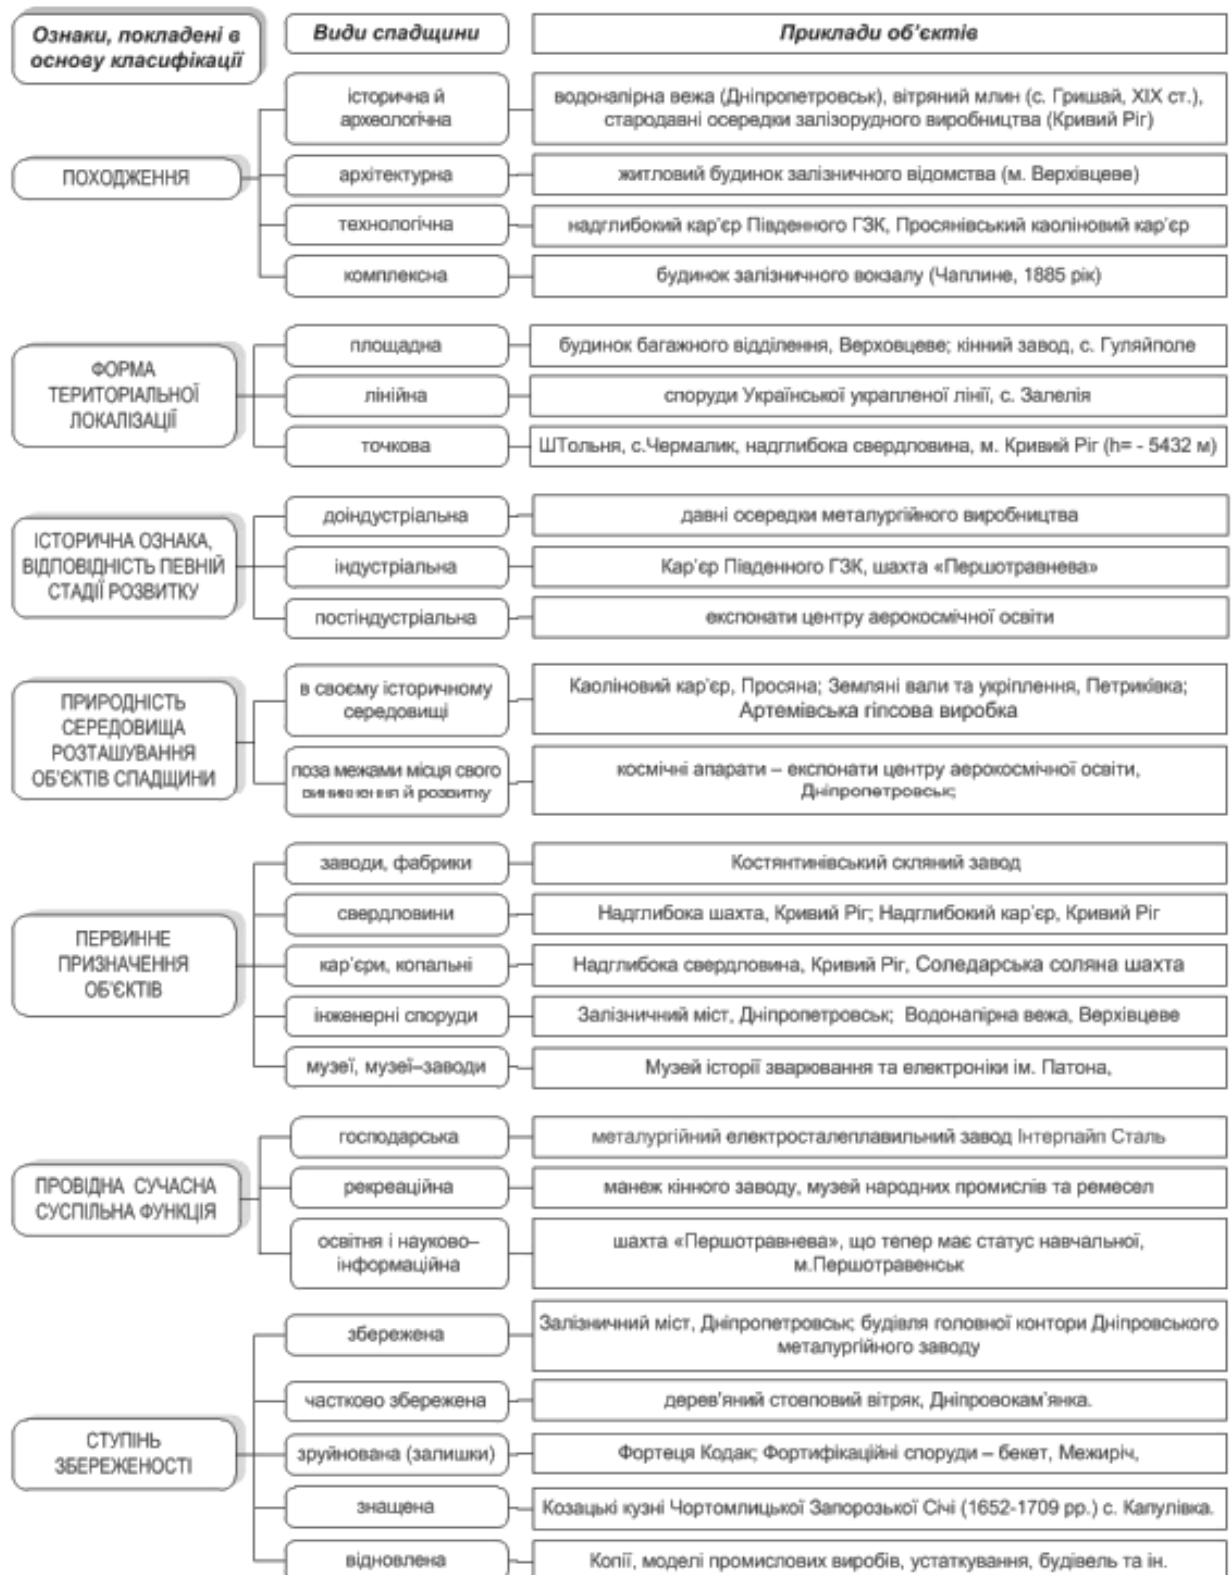 Ознаки, покладені в
основу класифікації
Види спадщини
Приклади об'єктів
ПОХОДЖЕННЯ
історична й
археологічна
водонапірна вежа (Дніпропетровськ), вітряний млин (с. Гришай, ХІХ ст.),
стародавні осередки залізорудного виробництва (Кривий Ріг)
архітектурна
житловий будинок залізничного відомства (м. Верхівцеве)
технологічна
надглибокий кар'єр Південного ГЗК, Просянівський каоліновий кар'єр
комплексна
будинок залізничного вокзалу (Чаплине, 1885 рік)
ФОРМА
ТЕРИТОРІАЛЬНОЇ
ЛОКАЛІЗАЦІЇ
площадна
будинок багажного відділення, Верховцеве; кінний завод, с. Гуляйполе
лінійна
споруди Української украпленої лінії, с. Залелія
точкова
ШТольня, с.Чермалик, надглибока свердловина, м. Кривий Ріг (h= - 5432 м)
ІСТОРИЧНА ОЗНАКА,
ВІДПОВІДНІСТЬ ПЕВНІЙ
СТАДІЇ РОЗВИТКУ
доіндустріальна
давні осередки металургійного виробництва
індустріальна
Кар'єр Південного ГЗК, шахта «Першотравнева»
постіндустріальна
експонати центру аерокосмічної освіти
ПРИРОДНІСТЬ
СЕРЕДОВИЩА
РОЗТАШУВАННЯ
ОБ'ЄКТІВ СПАДЩИНИ
в своєму історичному
середовищі
Каоліновий кар'єр, Просяна; Земляні вали та укріплення, Петриківка;
Артемівська гіпсова виробка
поза межами місця свого
виникнення й розвитку
космічні апарати – експонати центру аерокосмічної освіти,
Дніпропетровськ;
ПЕРВИННЕ
ПРИЗНАЧЕННЯ
ОБ'ЄКТІВ
заводи, фабрики
Костянтинівський скляний завод
свердловини
Надглибока шахта, Кривий Ріг; Надглибокий кар'єр, Кривий Ріг
кар'єри, копальні
Надглибока свердловина, Кривий Ріг, Соледарська соляна шахта
інженерні споруди
Залізничний міст, Дніпропетровськ; Водонапірна вежа, Верхівцеве
музеї, музеї–заводи
Музей історії зварювання та електроніки ім. Патона,
ПРОВІДНА СУЧАСНА
СУСПІЛЬНА ФУНКЦІЯ
господарська
металургійний електросталеплавильний завод Інтерпайп Сталь
рекреаційна
манеж кінного заводу, музей народних промислів та ремесел
освітня і науково–
інформаційна
шахта «Першотравнева», що тепер має статус навчальної,
м.Першотравенськ
СТУПІНЬ
ЗБЕРЕЖЕНОСТІ
збережена
Залізничний міст, Дніпропетровськ; будівля головної контори Дніпровського
металургійного заводу
частково збережена
дерев'яний стовповий вітряк, Дніпровокам'янка.
зруйнована (залишки)
Фортеця Кодак; Фортифікаційні споруди – бекет, Межиріч,
знащена
Козацькі кузні Чортомлицької Запорозької Січі (1652-1709 рр.) с. Капулівка.
відновлена
Копії, моделі промислових виробів, устаткування, будівель та ін.